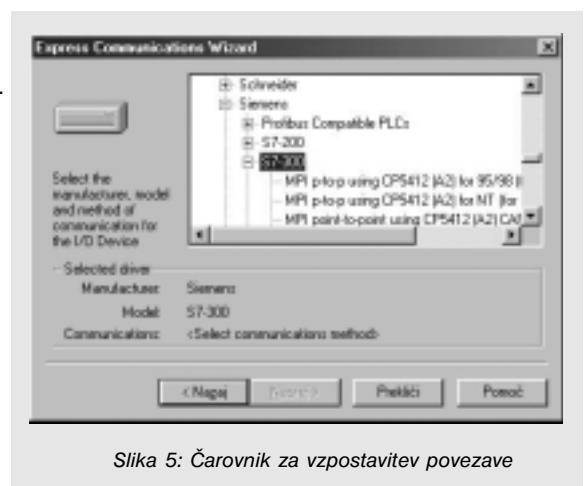 Express Communications Wizard
Schneider
Siemens
Profibus Compatible PLCs
S7-200
S7-300
MPI p-to-p using CP5412 (A2) for 95/98 (
MPI p-to-p using CP5412 (A2) for NT (for
MPI point-to-point using CP5412 (A2) CA
Select the
manufacturer, model
and method of
communication for
the I/O Device
Selected driver
Manufacturer: Siemens
Model: S7-300
Communications: <Select communications method>
< Nazaj
Prekliči
Pomoč
Slika 5: Čarovnik za vzpostavitev povezave